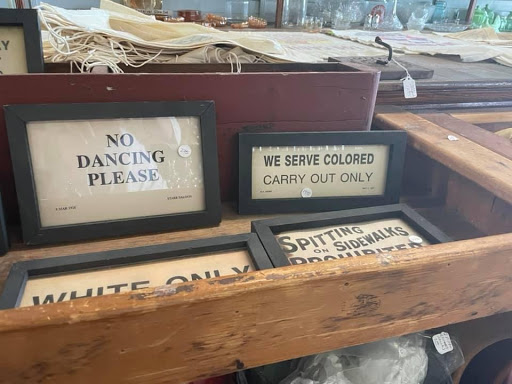 NO
DANCING
PLEASE
WE SERVE COLORED
CARRY OUT ONLY
WHITE ONLY
SPITTING
ON SIDEWALKS
PROHIBITED